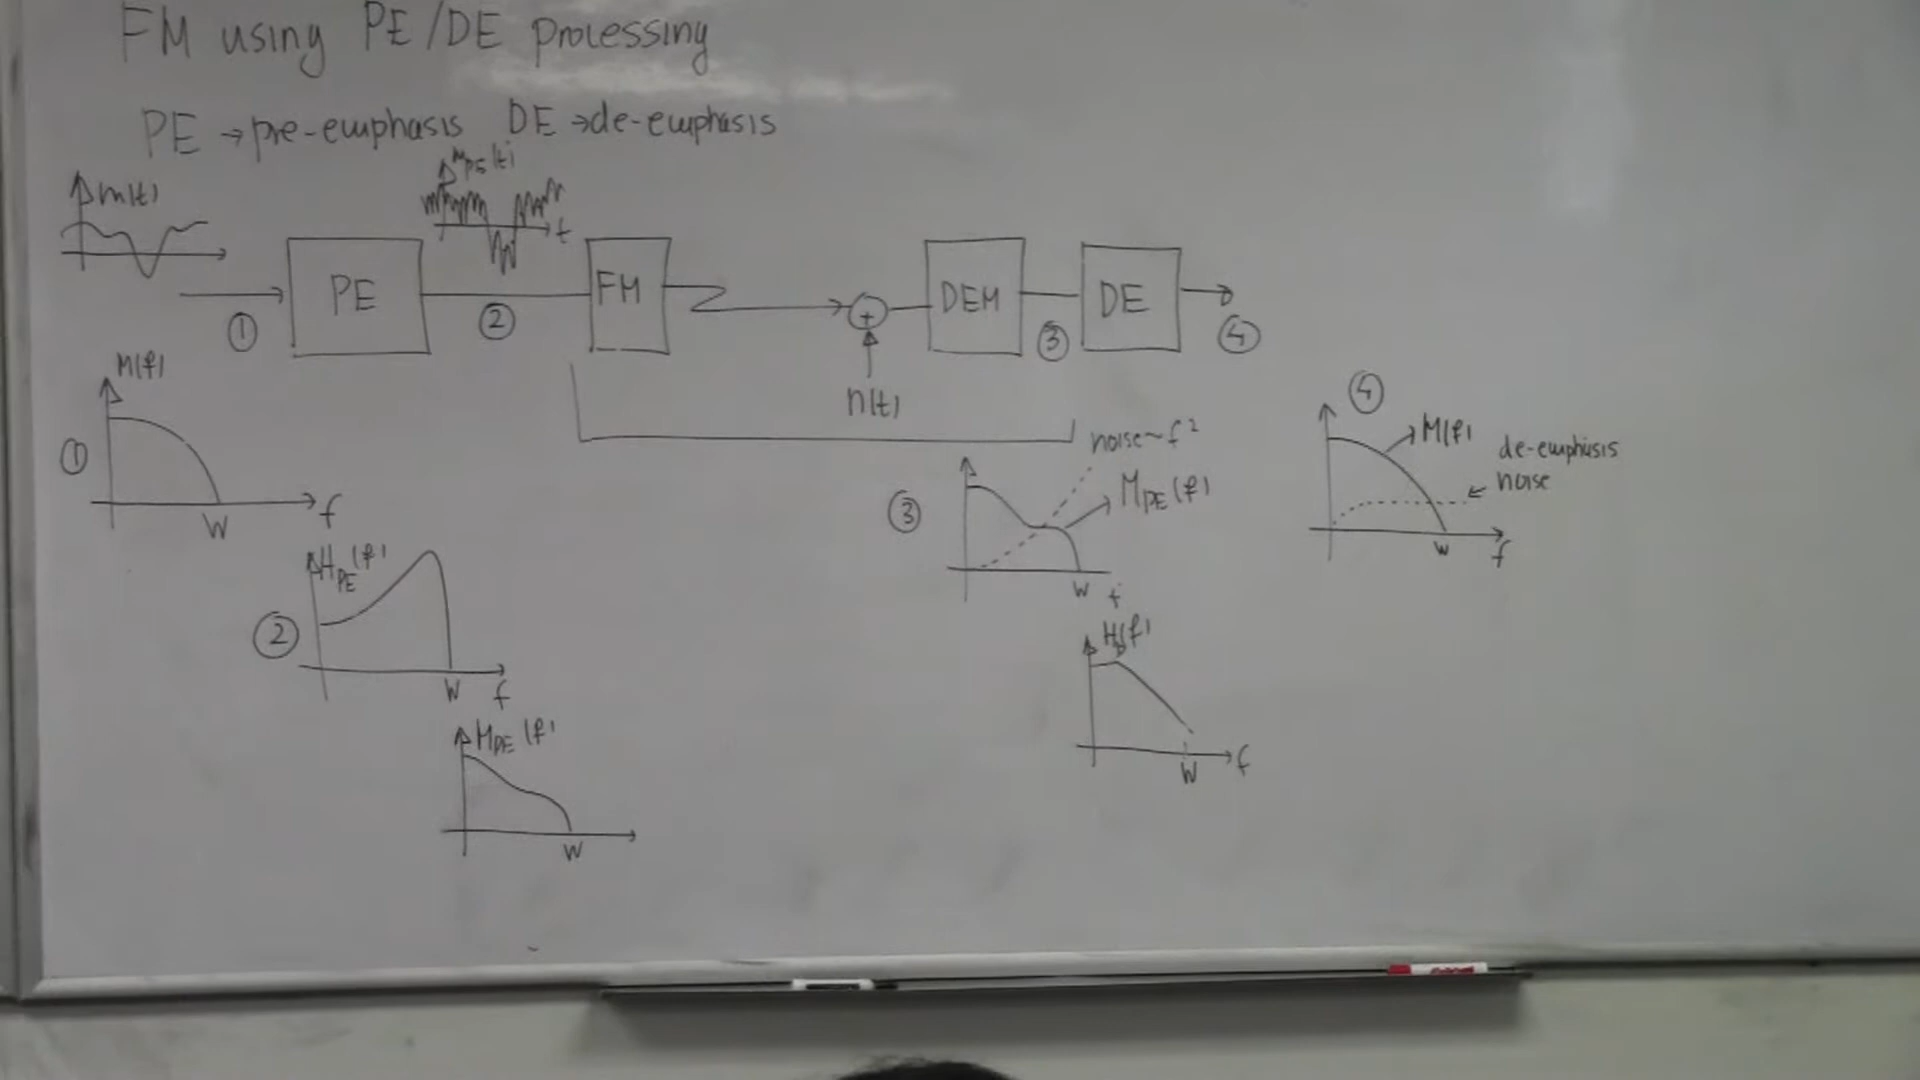 FM using PE/DE processing
PE → pre-emphasis DE → de-emphasis
m(t)
t
PE
FM
+
DEM
DE
①
②
③
④
n(t)
M(f)
①
W
f
H_PE(f)
②
W
f
M_PE(f)
W
noise ~ f²
③
M_PE(f)
W
f
H(f)
W
f
④
M(f)
de-emphasis
noise
W
f